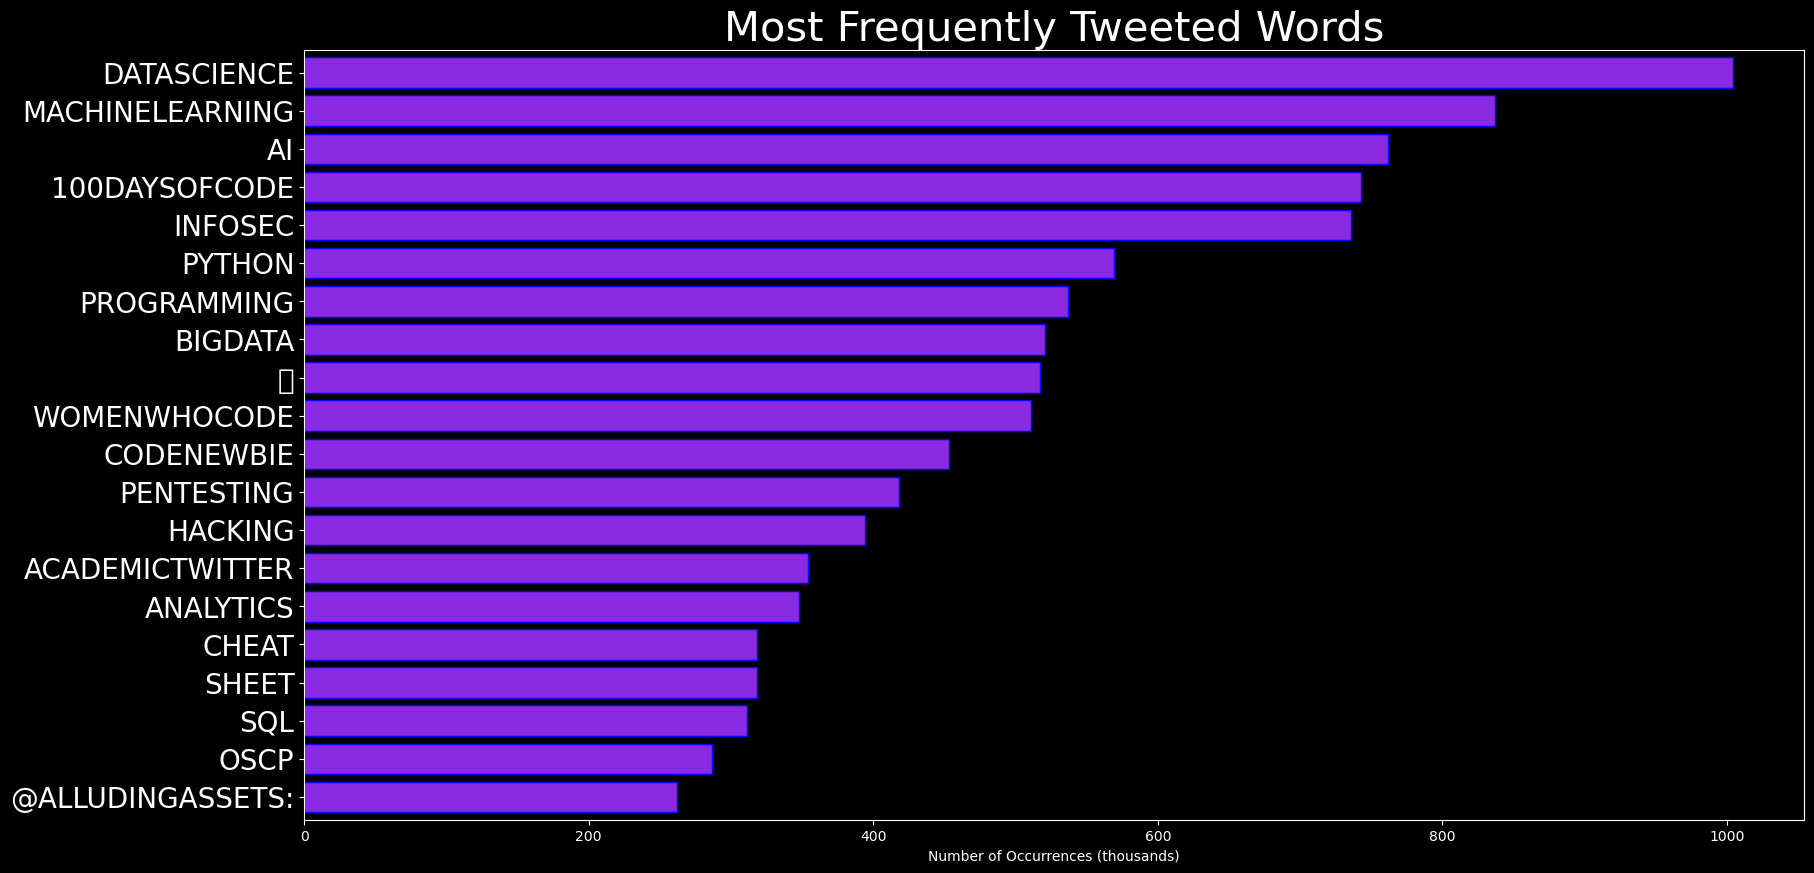 Most Frequently Tweeted Words
DATASCIENCE
MACHINELEARNING
AI
100DAYSOFCODE
INFOSEC
PYTHON
PROGRAMMING
BIGDATA
WOMENWHOCODE
CODENEWBIE
PENTESTING
HACKING
ACADEMICTWITTER
ANALYTICS
CHEAT
SHEET
SQL
OSCP
@ALLUDINGASSETS:
0 200 400 600 800 1000
Number of Occurrences (thousands)